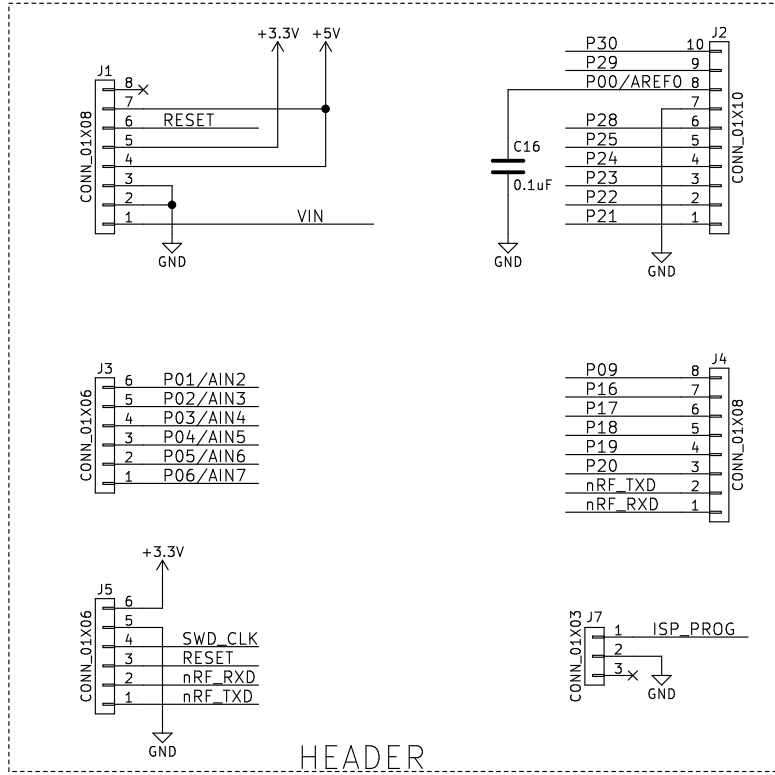 J1
CONN_01X08
8
7
6 RESET
5
4
3
2
1 VIN
+3.3V +5V
GND
J2
CONN_01X10
P30 10
P29 9
P00/AREF0 8
7
P28 6
P25 5
P24 4
P23 3
P22 2
P21 1
C16
0.1uF
GND
GND
J3
CONN_01X06
6 P01/AIN2
5 P02/AIN3
4 P03/AIN4
3 P04/AIN5
2 P05/AIN6
1 P06/AIN7
J4
CONN_01X08
P09 8
P16 7
P17 6
P18 5
P19 4
P20 3
nRF_TXD 2
nRF_RXD 1
+3.3V
J5
CONN_01X06
6
5
4 SWD_CLK
3 RESET
2 nRF_RXD
1 nRF_TXD
GND
J7
CONN_01X03
1 ISP_PROG
2
3
GND
HEADER